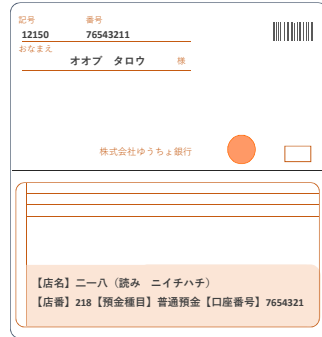 記号 番号
12150 76543211
おなまえ
オオブ タロウ 様
株式会社ゆうちょ銀行
【店名】二一八（読み ニイチハチ）
【店番】218【預金種目】普通預金【口座番号】7654321